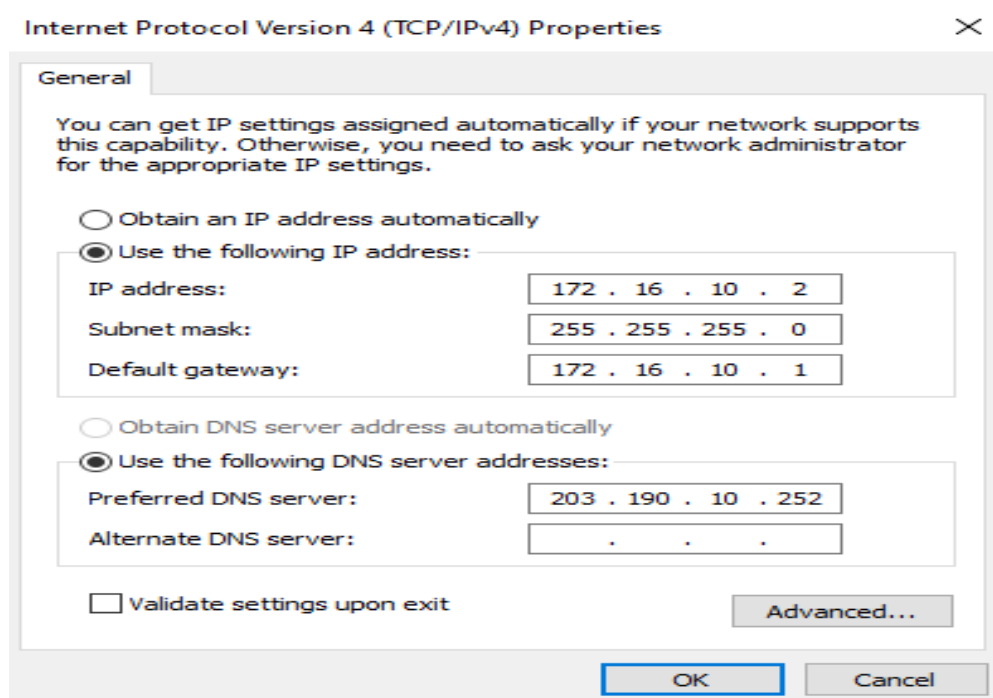 Internet Protocol Version 4 (TCP/IPv4) Properties
General
You can get IP settings assigned automatically if your network supports
this capability. Otherwise, you need to ask your network administrator
for the appropriate IP settings.
Obtain an IP address automatically
Use the following IP address:
IP address: 172 . 16 . 10 . 2
Subnet mask: 255 . 255 . 255 . 0
Default gateway: 172 . 16 . 10 . 1
Obtain DNS server address automatically
Use the following DNS server addresses:
Preferred DNS server: 203 . 190 . 10 . 252
Alternate DNS server: . . .
Validate settings upon exit
Advanced...
OK Cancel